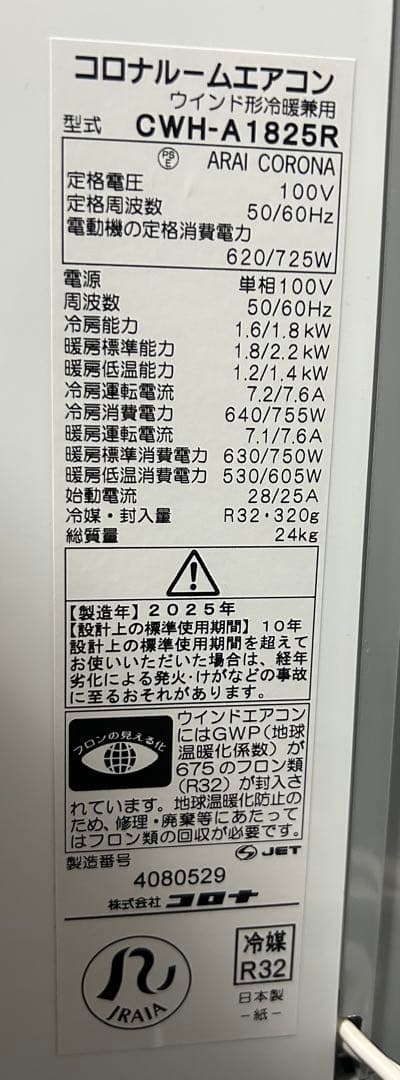 コロナルームエアコン
ウインド形冷暖兼用
型式 CWH-A1825R
PSE ARAI CORONA
定格電圧 100V
定格周波数 50/60Hz
電動機の定格消費電力
620/725W
電源 単相100V
周波数 50/60Hz
冷房能力 1.6/1.8kW
暖房標準能力 1.8/2.2kW
暖房低温能力 1.2/1.4kW
冷房運転電流 7.2/7.6A
冷房消費電力 640/755W
暖房運転電流 7.1/7.6A
暖房標準消費電力 630/750W
暖房低温消費電力 530/605W
始動電流 28/25A
冷媒・封入量 R32・320g
総質量 24kg
【製造年】2025年
【設計上の標準使用期間】10年
設計上の標準使用期間を超えて
お使いいただいた場合は、経年
劣化による発火・けがなどの事故
に至るおそれがあります。
フロンの見える化
ウインドエアコン
にはGWP(地球
温暖化係数)が
675のフロン類
(R32)が封入さ
れています。地球温暖化防止の
ため、修理・廃棄等にあたって
はフロン類の回収が必要です。
製造番号 JET
4080529
株式会社コロナ
JRAIA
冷媒
R32
日本製
-紙-